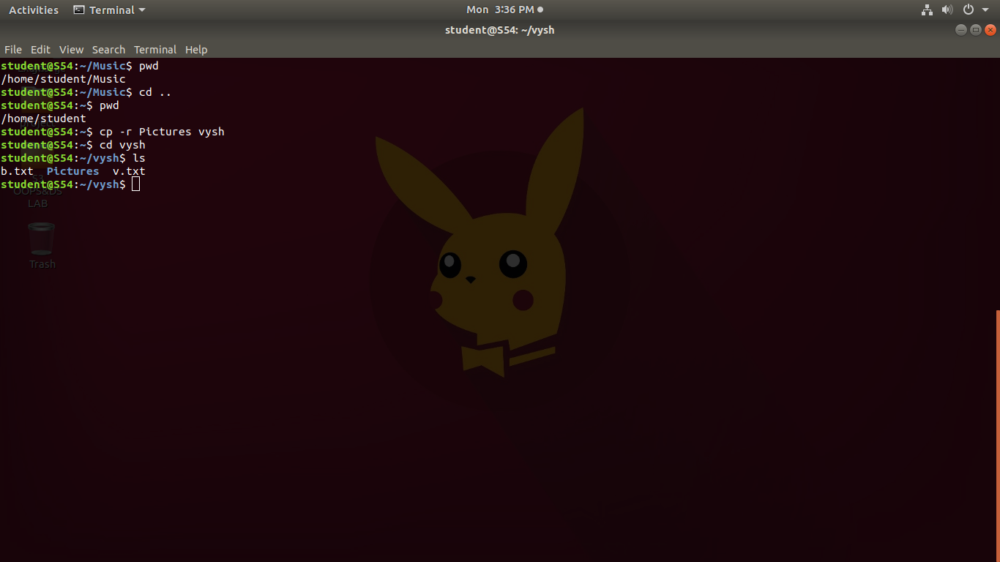 Activities Terminal Mon 3:36 PM
student@S54: ~/vysh
File Edit View Search Terminal Help
student@S54:~/Music$ pwd
/home/student/Music
student@S54:~/Music$ cd ..
student@S54:~$ pwd
/home/student
student@S54:~$ cp -r Pictures vysh
student@S54:~$ cd vysh
student@S54:~/vysh$ ls
b.txt Pictures v.txt
student@S54:~/vysh$
OOPS&DS
LAB
Trash